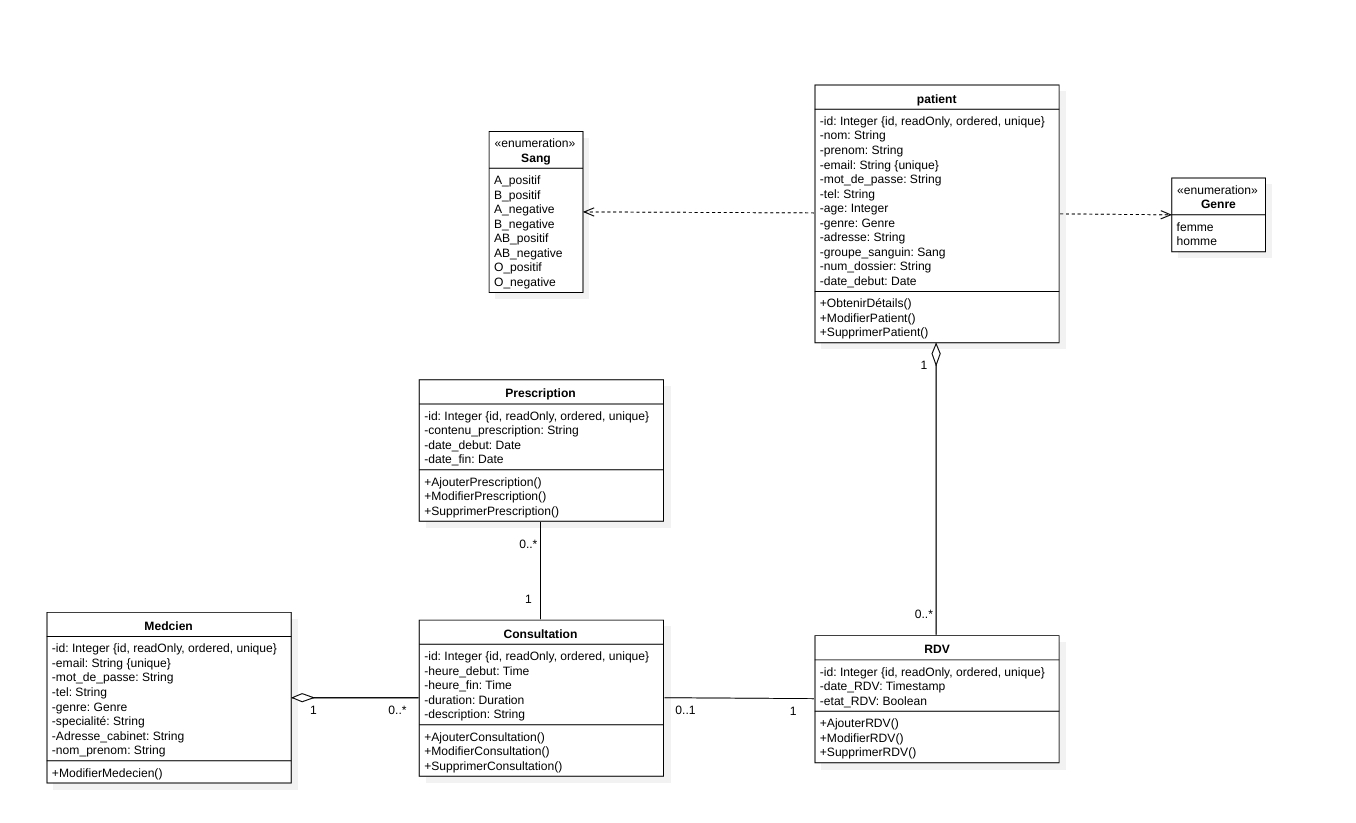 patient
-id: Integer {id, readOnly, ordered, unique}
-nom: String
-prenom: String
-email: String {unique}
-mot_de_passe: String
-tel: String
-age: Integer
-genre: Genre
-adresse: String
-groupe_sanguin: Sang
-num_dossier: String
-date_debut: Date
+ObtenirDétails()
+ModifierPatient()
+SupprimerPatient()
«enumeration»
Sang
A_positif
B_positif
A_negative
B_negative
AB_positif
AB_negative
O_positif
O_negative
«enumeration»
Genre
femme
homme
1
0..*
Prescription
-id: Integer {id, readOnly, ordered, unique}
-contenu_prescription: String
-date_debut: Date
-date_fin: Date
+AjouterPrescription()
+ModifierPrescription()
+SupprimerPrescription()
0..*
1
Medcien
-id: Integer {id, readOnly, ordered, unique}
-email: String {unique}
-mot_de_passe: String
-tel: String
-genre: Genre
-specialité: String
-Adresse_cabinet: String
-nom_prenom: String
+ModifierMedecien()
1
0..*
Consultation
-id: Integer {id, readOnly, ordered, unique}
-heure_debut: Time
-heure_fin: Time
-duration: Duration
-description: String
+AjouterConsultation()
+ModifierConsultation()
+SupprimerConsultation()
0..1
1
RDV
-id: Integer {id, readOnly, ordered, unique}
-date_RDV: Timestamp
-etat_RDV: Boolean
+AjouterRDV()
+ModifierRDV()
+SupprimerRDV()